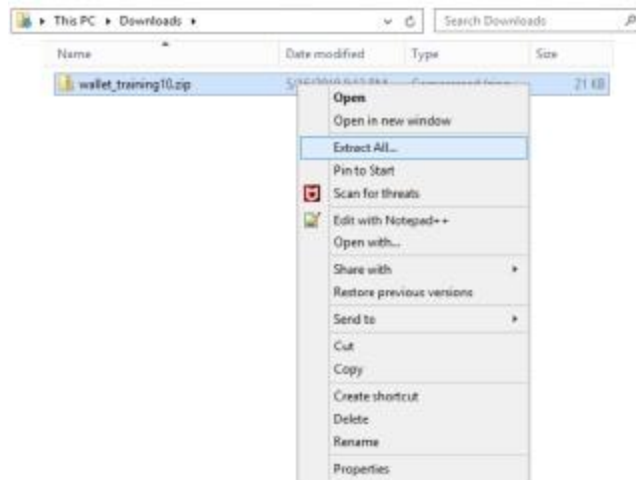 This PC Downloads Search Downloads
Name Date modified Type Size
wallet_training10.zip 21 KB
Open
Open in new window
Extract All...
Pin to Start
Scan for threats
Edit with Notepad++
Open with...
Share with
Restore previous versions
Send to
Cut
Copy
Create shortcut
Delete
Rename
Properties